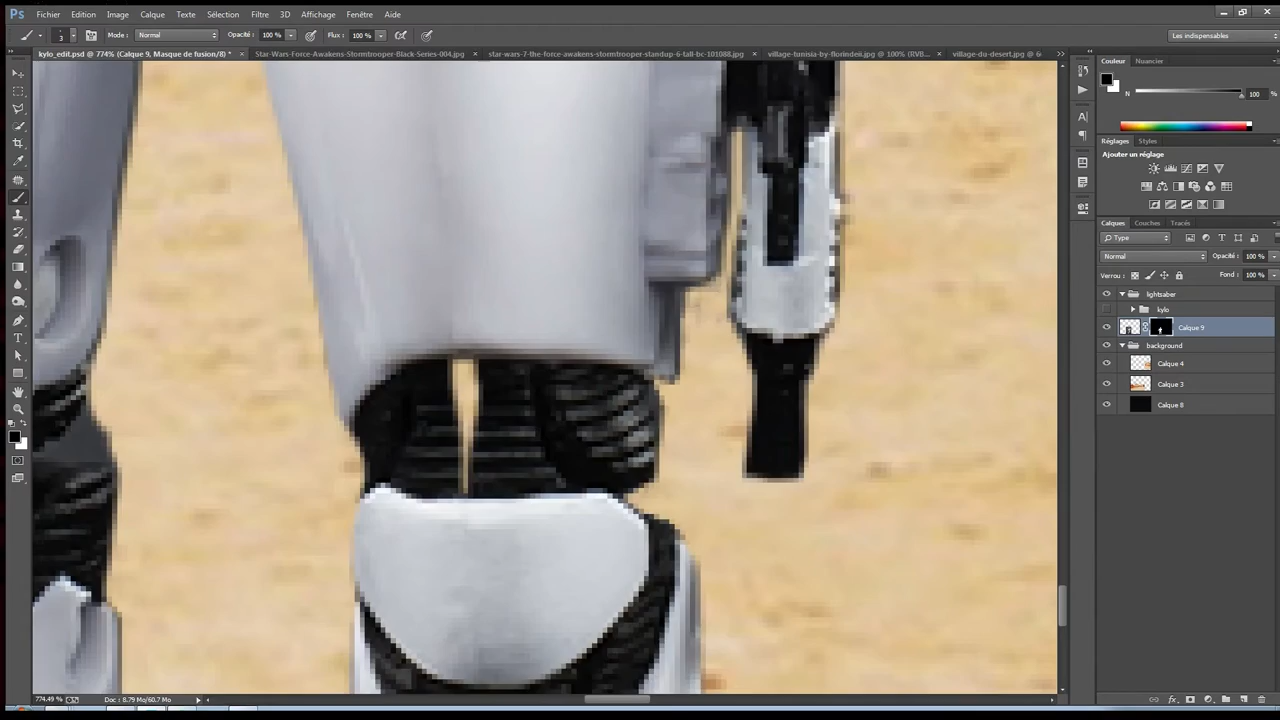 Ps Fichier Edition Image Calque Texte Sélection Filtre 3D Affichage Fenêtre Aide
3 Mode : Normal Opacité : 100 % Flux : 100 % Les indispensables
kylo_edit.psd @ 774% (Calque 9, Masque de fusion/8) * × Star-Wars-Force-Awakens-Stormtrooper-Black-Series-004.jpg × star-wars-7-the-force-awakens-stormtrooper-standup-6-tall-bc-101088.jpg × village-tunisia-by-florindeii.jpg @ 100% (RVB... × village-du-desert.jpg @ 6
Couleur Nuancier
N 100 %
Réglages Styles
Ajouter un réglage
Calques Couches Tracés
Type
Normal Opacité : 100 %
Verrou : Fond : 100 %
lightsaber
kylo
Calque 9
background
Calque 4
Calque 3
Calque 8
774.49 % Doc : 8.79 Mo/60.7 Mo